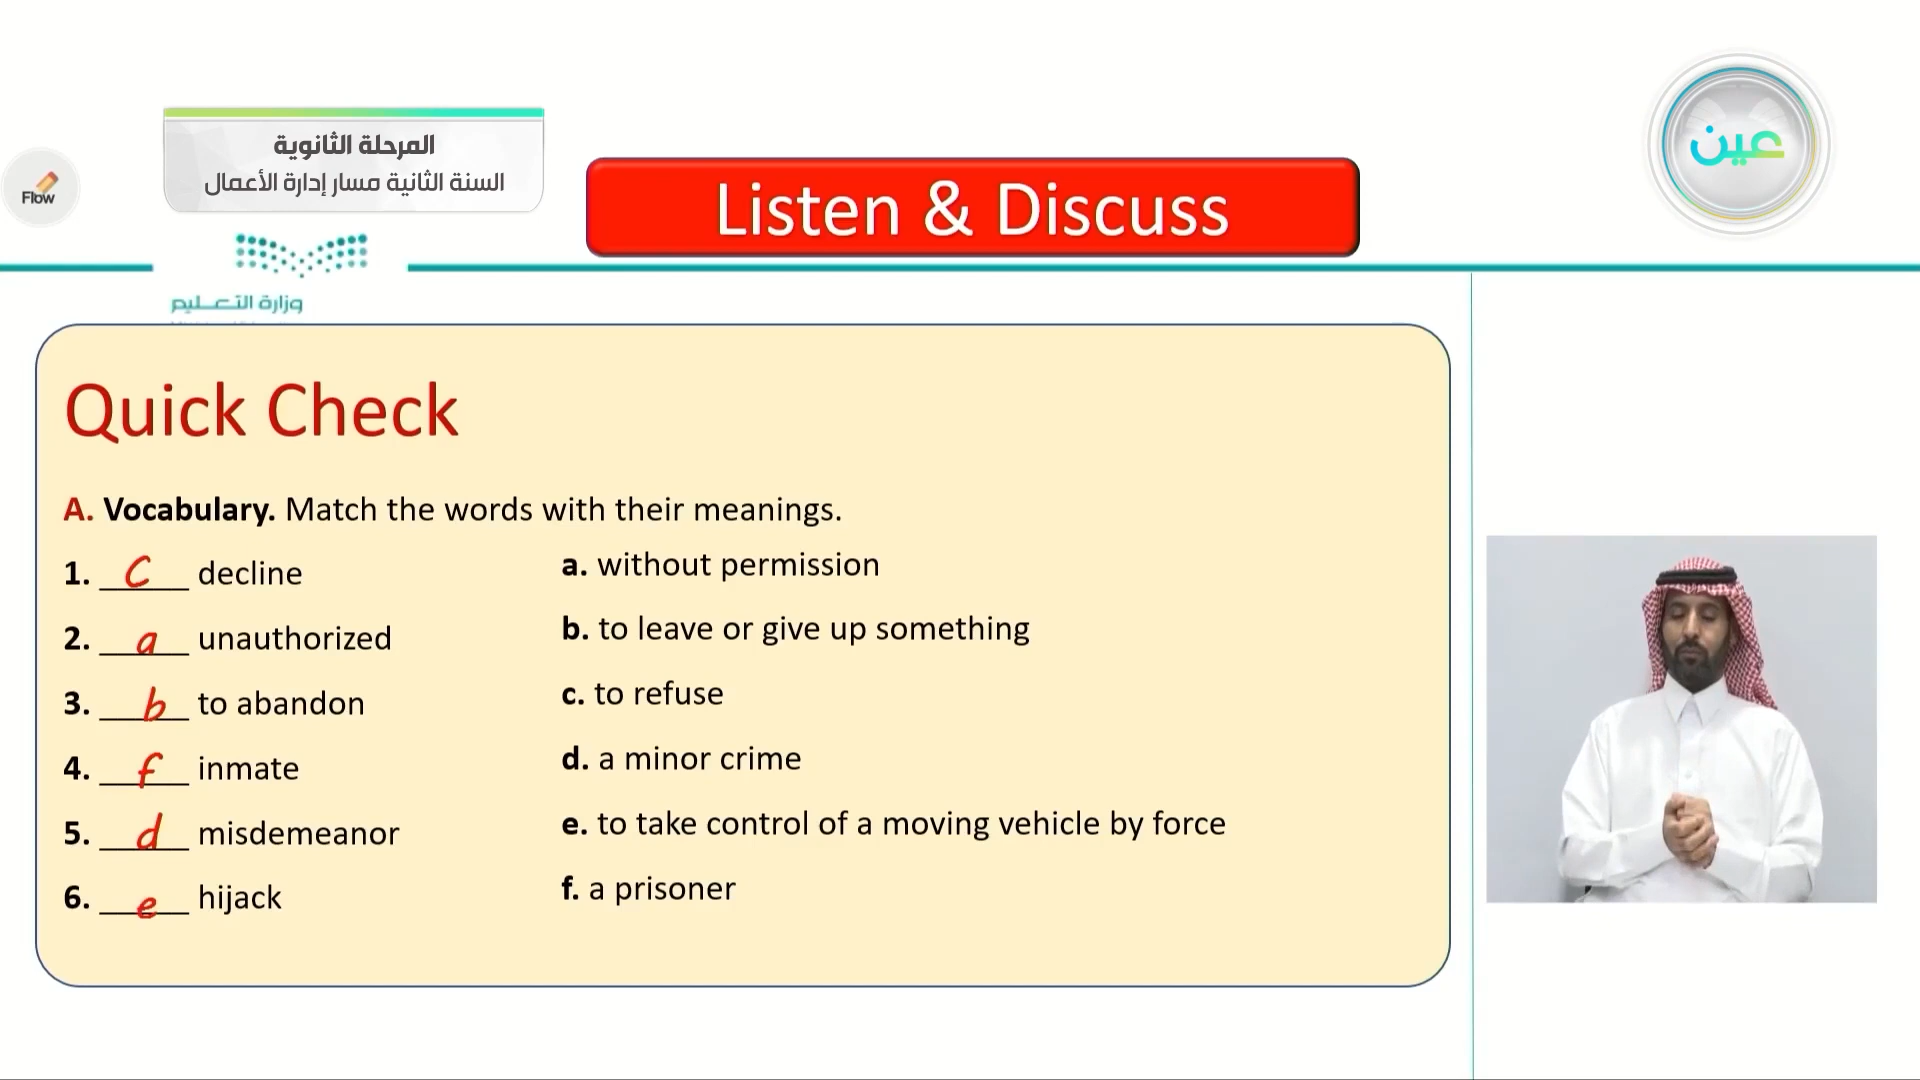 المرحلة الثانوية
السنة الثانية مسار إدارة الأعمال
عين
Flow
Listen & Discuss
وزارة التعليم
Quick Check
A. Vocabulary. Match the words with their meanings.
1. c decline
a. without permission
2. a unauthorized
b. to leave or give up something
3. b to abandon
c. to refuse
4. f inmate
d. a minor crime
5. d misdemeanor
e. to take control of a moving vehicle by force
6. e hijack
f. a prisoner